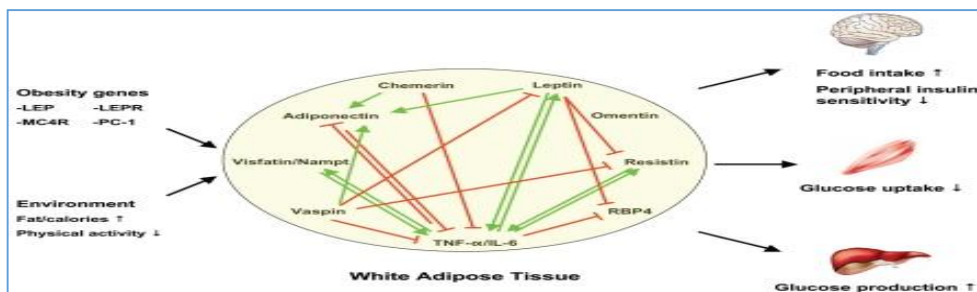 Obesity genes
-LEP -LEPR
-MC4R -PC-1
Environment
Fat/calories ↑
Physical activity ↓
Chemerin
Leptin
Adiponectin
Omentin
Visfatin/Nampt
Resistin
Vaspin
RBP4
TNF-α/IL-6
White Adipose Tissue
Food intake ↑
Peripheral insulin
sensitivity ↓
Glucose uptake ↓
Glucose production ↑